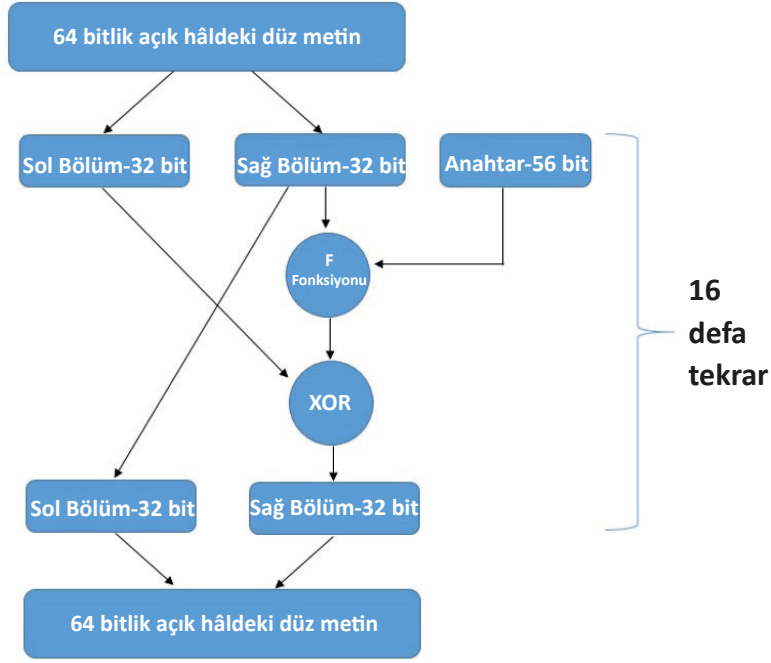 64 bitlik açık hâldeki düz metin
Sol Bölüm-32 bit
Sağ Bölüm-32 bit
Anahtar-56 bit
F
Fonksiyonu
16
defa
tekrar
XOR
Sol Bölüm-32 bit
Sağ Bölüm-32 bit
64 bitlik açık hâldeki düz metin